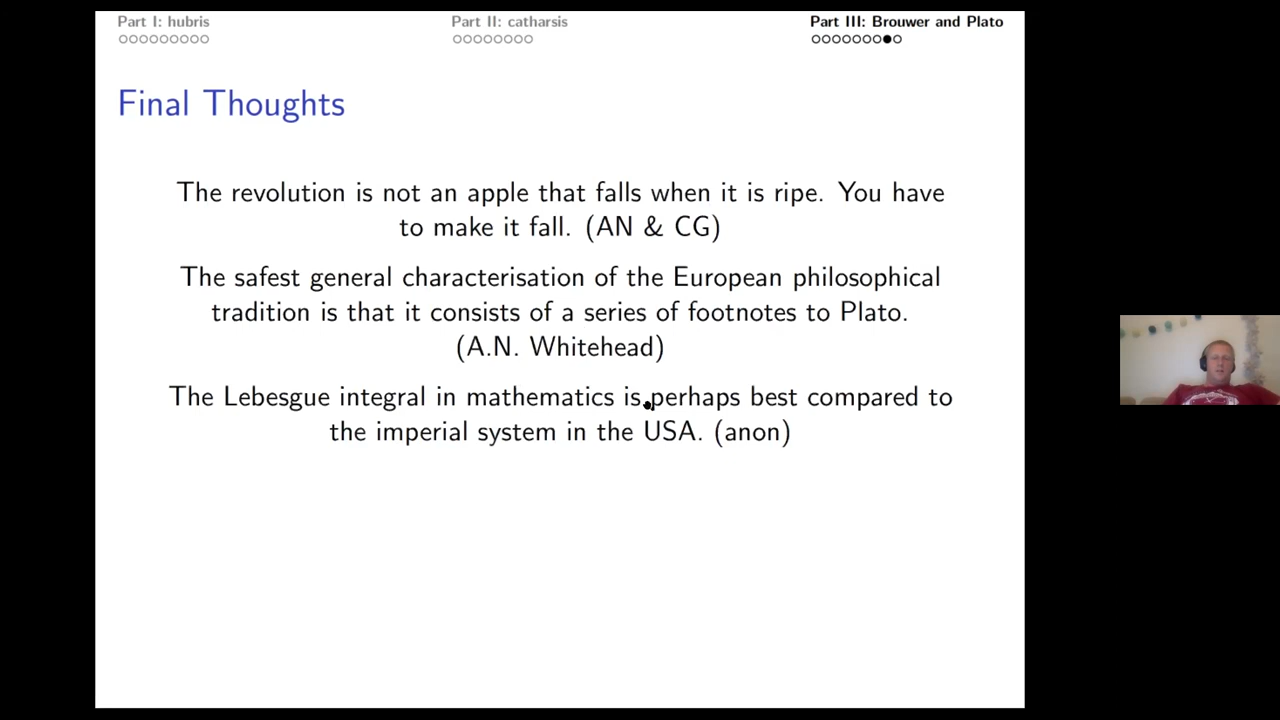 Part I: hubris
Part II: catharsis
Part III: Brouwer and Plato
Final Thoughts
The revolution is not an apple that falls when it is ripe. You have
to make it fall. (AN & CG)
The safest general characterisation of the European philosophical
tradition is that it consists of a series of footnotes to Plato.
(A.N. Whitehead)
The Lebesgue integral in mathematics is perhaps best compared to
the imperial system in the USA. (anon)